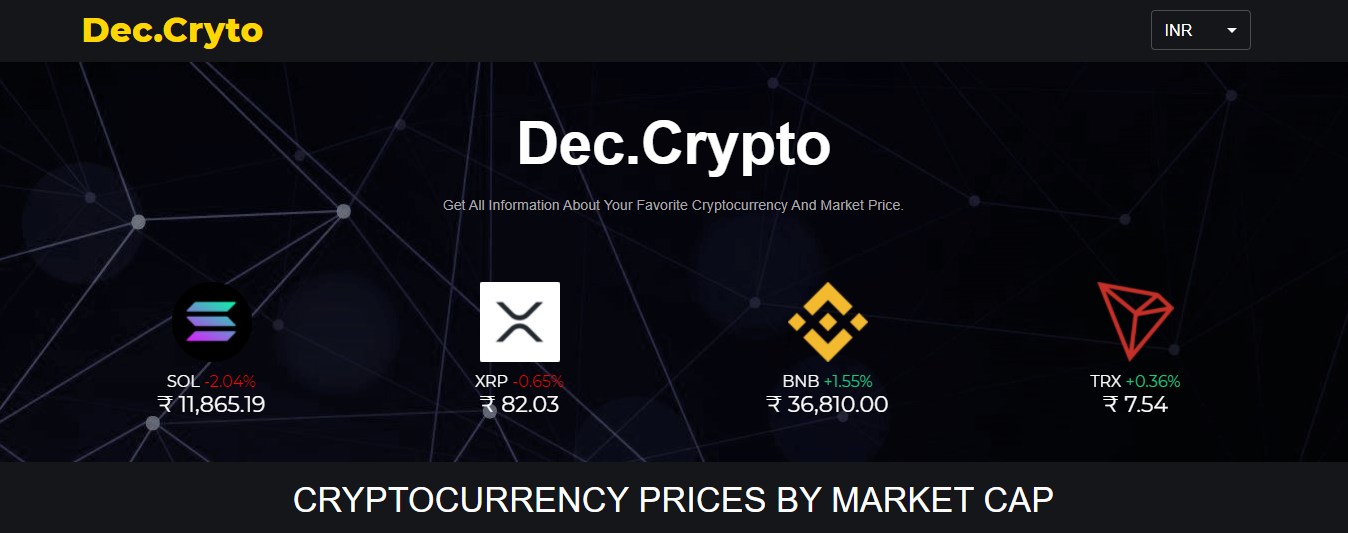 Dec.Cryto
INR
Dec.Crypto
Get All Information About Your Favorite Cryptocurrency And Market Price.
SOL -2.04%
₹ 11,865.19
XRP -0.65%
₹ 82.03
BNB +1.55%
₹ 36,810.00
TRX +0.36%
₹ 7.54
CRYPTOCURRENCY PRICES BY MARKET CAP